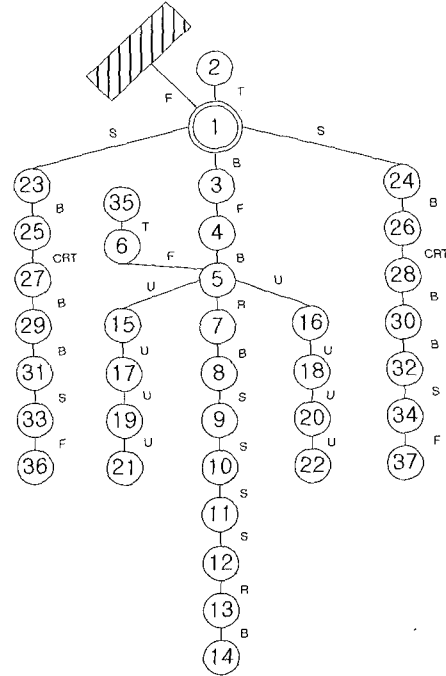 2
F T
1
S S
B
23 3 24
B 35 F B
25 T 4 26
CRT 6 B CRT
27 F 5 28
B U R U B
29 15 7 16 30
B U B U B
31 17 8 18 32
S U S U S
33 19 9 20 34
F U S U F
36 21 10 22 37
S
11
S
12
R
13
B
14